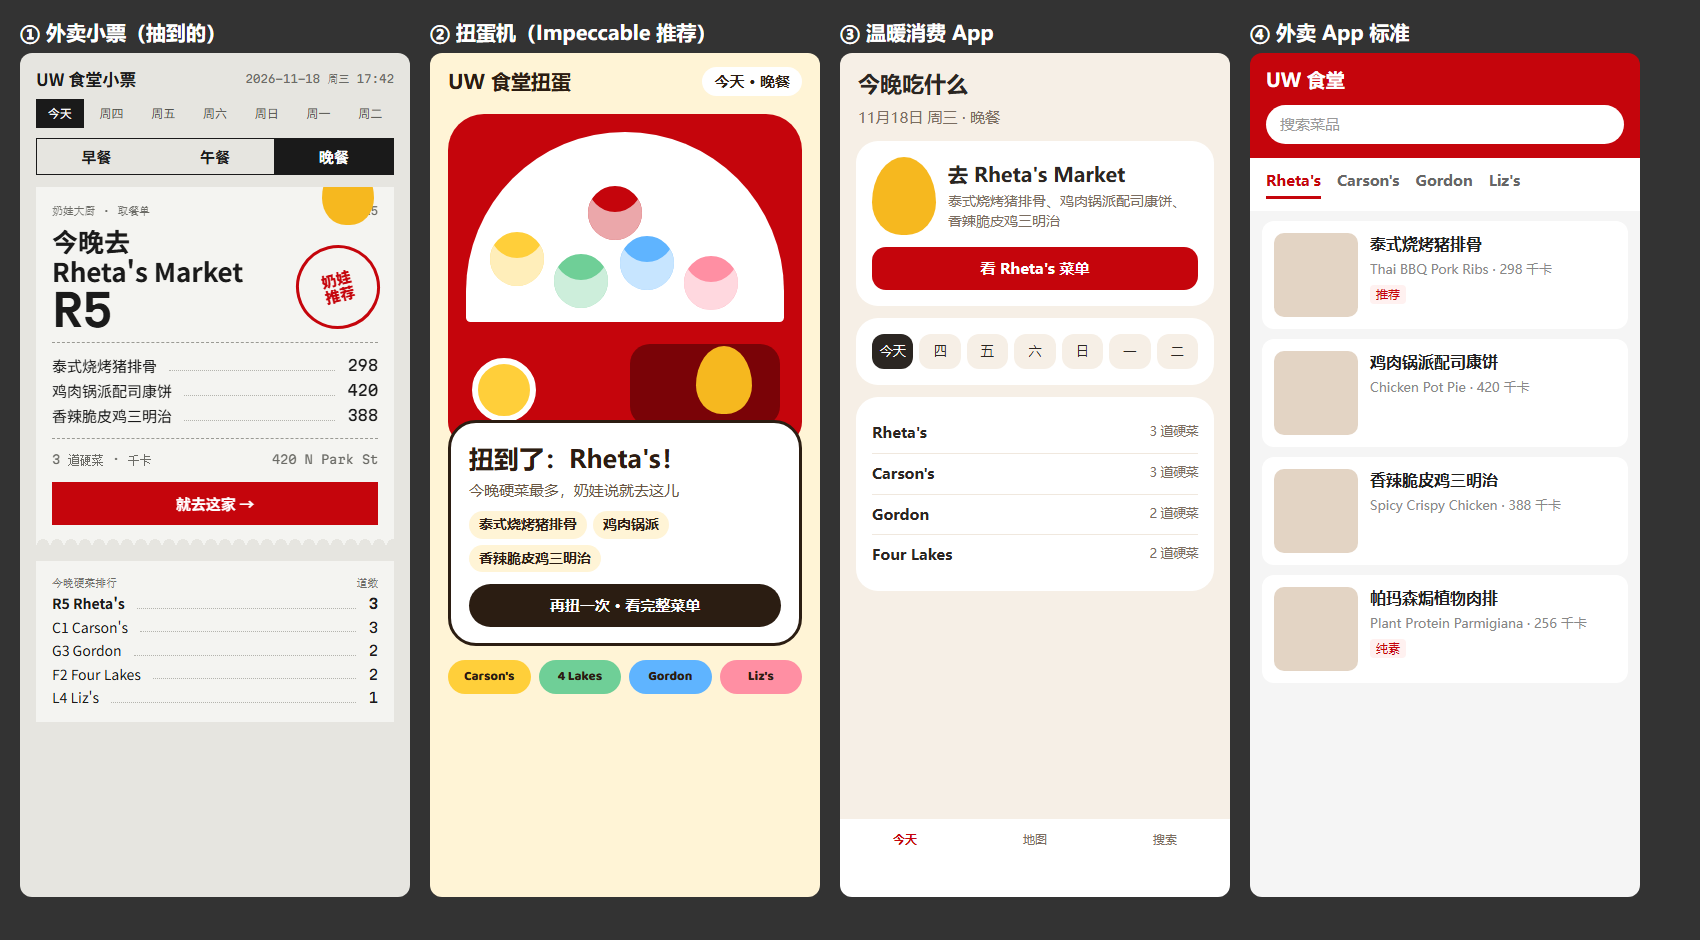 ① 外卖小票（抽到的）
UW 食堂小票
2026-11-18 周三 17:42
今天 周四 周五 周六 周日 周一 周二
早餐 午餐 晚餐
奶娃大厨 · 取餐单
今晚去
Rheta's Market
R5
奶娃
推荐
泰式烧烤猪排骨 298
鸡肉锅派配司康饼 420
香辣脆皮鸡三明治 388
3 道硬菜 · 千卡 420 N Park St
就去这家 →
今晚硬菜排行 道数
R5 Rheta's 3
C1 Carson's 3
G3 Gordon 2
F2 Four Lakes 2
L4 Liz's 1
② 扭蛋机（Impeccable 推荐）
UW 食堂扭蛋
今天 • 晚餐
扭到了：Rheta's！
今晚硬菜最多，奶娃说就去这儿
泰式烧烤猪排骨 鸡肉锅派
香辣脆皮鸡三明治
再扭一次 • 看完整菜单
Carson's 4 Lakes Gordon Liz's
③ 温暖消费 App
今晚吃什么
11月18日 周三 · 晚餐
去 Rheta's Market
泰式烧烤猪排骨、鸡肉锅派配司康饼、
香辣脆皮鸡三明治
看 Rheta's 菜单
今天 四 五 六 日 一 二
Rheta's 3 道硬菜
Carson's 3 道硬菜
Gordon 2 道硬菜
Four Lakes 2 道硬菜
今天 地图 搜索
④ 外卖 App 标准
UW 食堂
搜索菜品
Rheta's Carson's Gordon Liz's
泰式烧烤猪排骨
Thai BBQ Pork Ribs · 298 千卡
推荐
鸡肉锅派配司康饼
Chicken Pot Pie · 420 千卡
香辣脆皮鸡三明治
Spicy Crispy Chicken · 388 千卡
帕玛森焗植物肉排
Plant Protein Parmigiana · 256 千卡
纯素